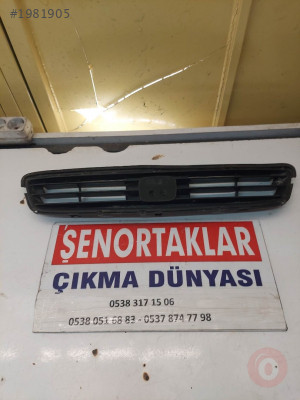 #1981905
ŞENORTAKLAR
ÇIKMA DÜNYASI
0538 317 15 06
0538 051 68 83 - 0537 874 77 98